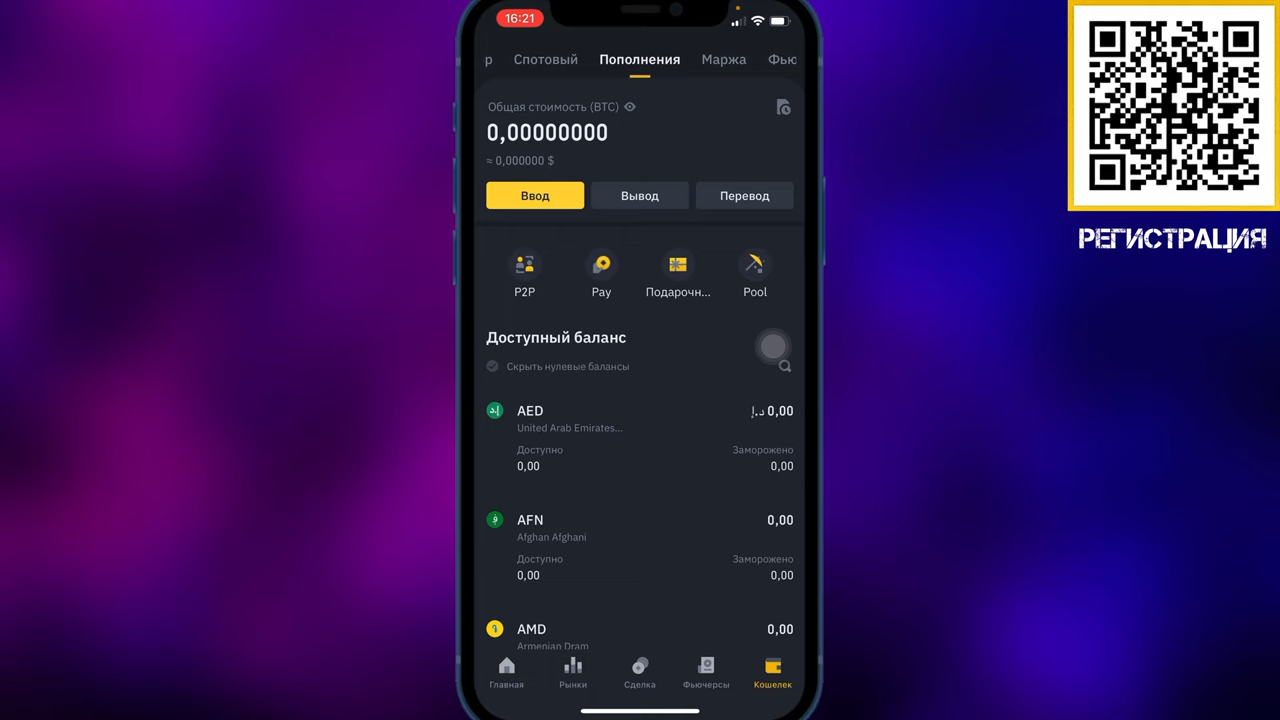 16:21
р Спотовый Пополнения Маржа Фью
Общая стоимость (BTC)
0,00000000
≈ 0,000000 $
Ввод Вывод Перевод
P2P Pay Подарочн... Pool
Доступный баланс
Скрыть нулевые балансы
AED د.إ 0,00
United Arab Emirates...
Доступно Заморожено
0,00 0,00
AFN 0,00
Afghan Afghani
Доступно Заморожено
0,00 0,00
AMD 0,00
Armenian Dram
Главная Рынки Сделка Фьючерсы Кошелек
РЕГИСТРАЦИЯ